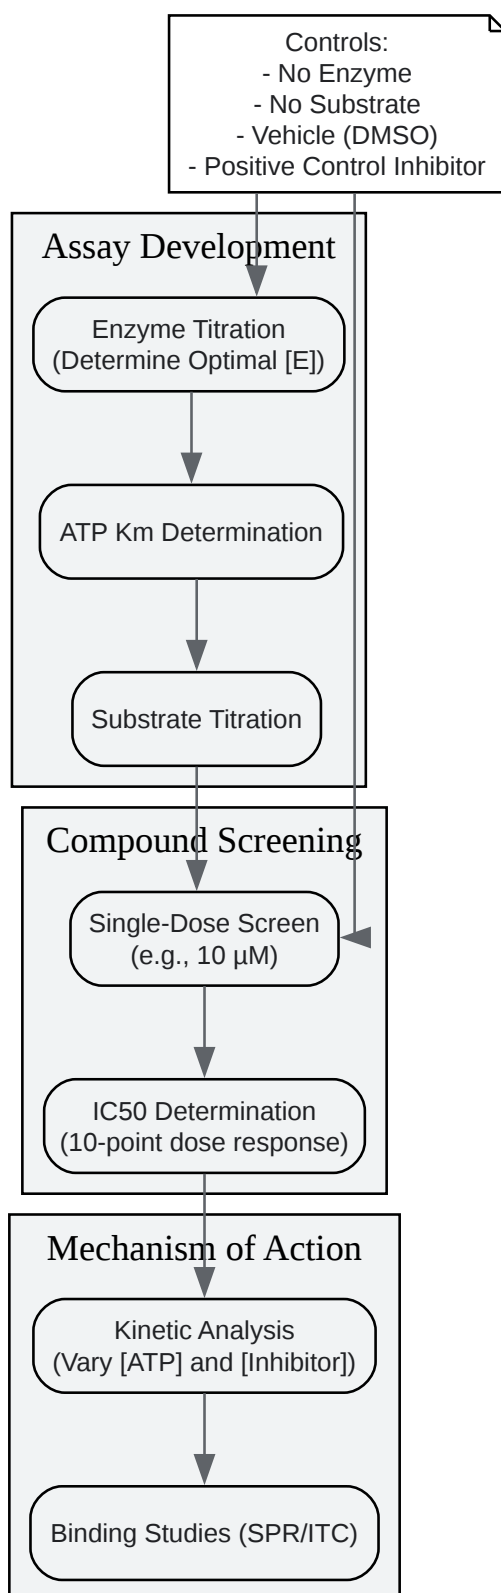 Controls:
- No Enzyme
- No Substrate
- Vehicle (DMSO)
- Positive Control Inhibitor
Assay Development
Enzyme Titration
(Determine Optimal [E])
ATP Km Determination
Substrate Titration
Compound Screening
Single-Dose Screen
(e.g., 10 µM)
IC50 Determination
(10-point dose response)
Mechanism of Action
Kinetic Analysis
(Vary [ATP] and [Inhibitor])
Binding Studies (SPR/ITC)